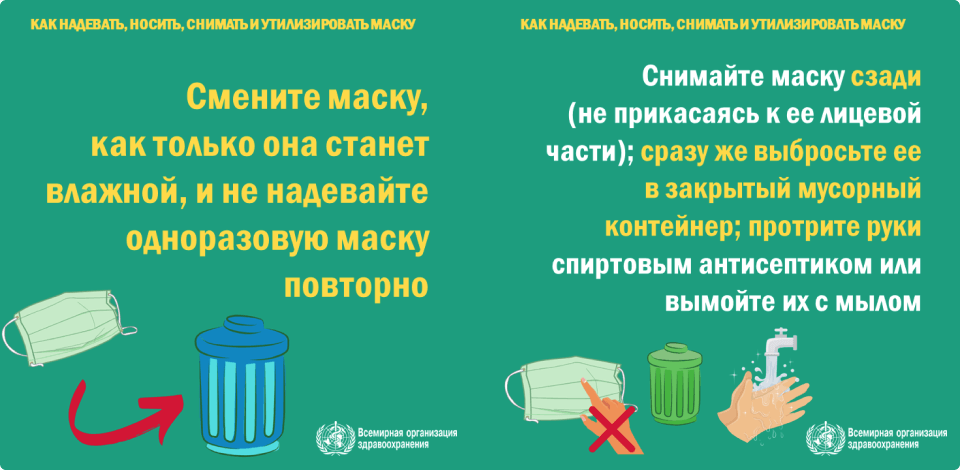 КАК НАДЕВАТЬ, НОСИТЬ, СНИМАТЬ И УТИЛИЗИРОВАТЬ МАСКУ
Смените маску,
как только она станет
влажной, и не надевайте
одноразовую маску
повторно
Всемирная организация
здравоохранения
КАК НАДЕВАТЬ, НОСИТЬ, СНИМАТЬ И УТИЛИЗИРОВАТЬ МАСКУ
Снимайте маску сзади
(не прикасаясь к ее лицевой
части); сразу же выбросьте ее
в закрытый мусорный
контейнер; протрите руки
спиртовым антисептиком или
вымойте их с мылом
Всемирная организация
здравоохранения